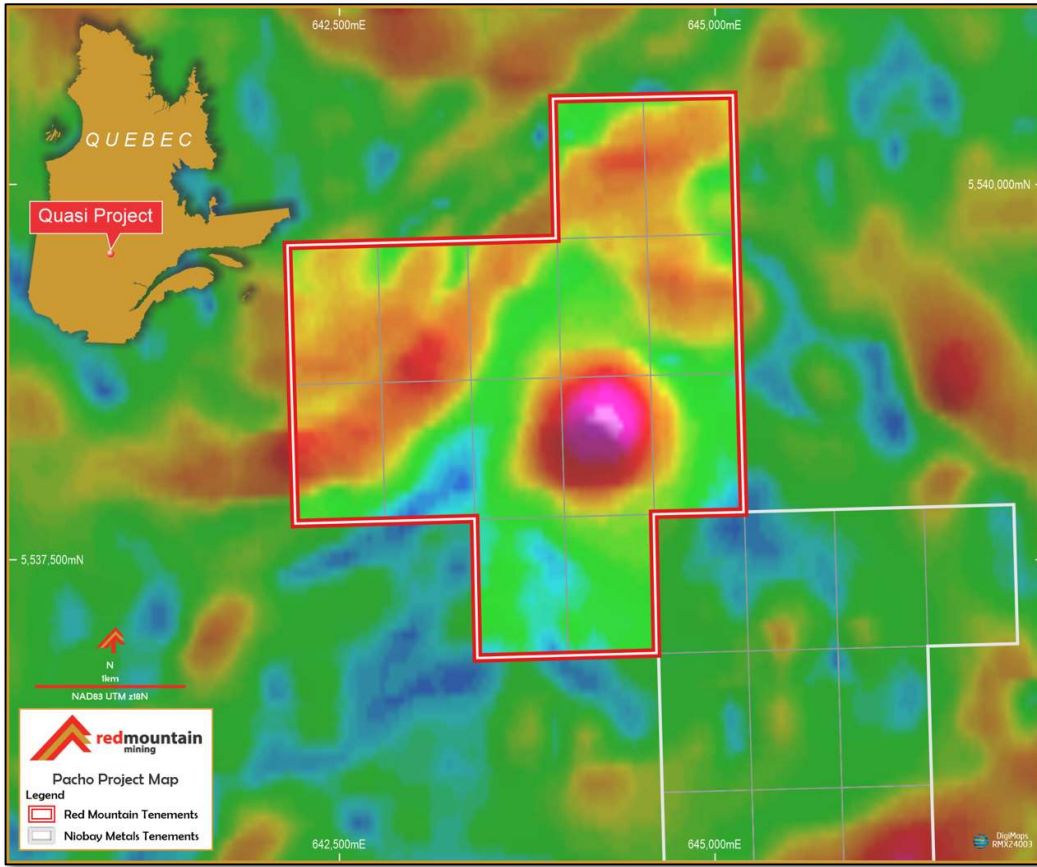 642,500mE
645,000mE
QUEBEC
5,540,000mN
Quasi Project
5,537,500mN
N
1km
NAD83 UTM z18N
redmountain
mining
Pacho Project Map
Legend
Red Mountain Tenements
Niobay Metals Tenements
642,500mE
645,000mE
DigiMaps
RMX24003